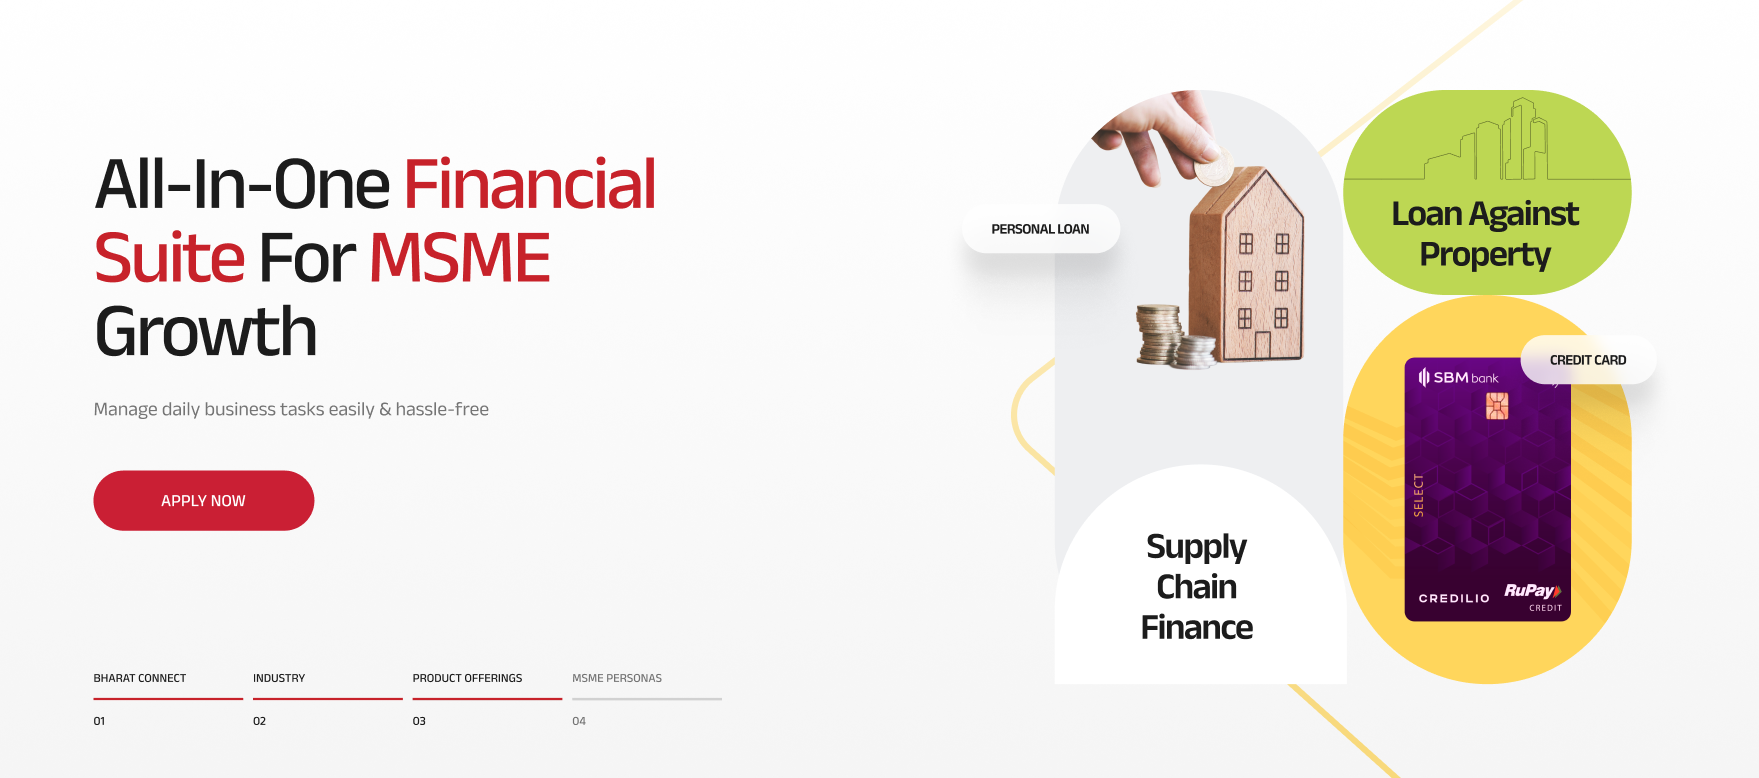 All-In-One Financial
Suite For MSME
Growth
Manage daily business tasks easily & hassle-free
APPLY NOW
BHARAT CONNECT
01
INDUSTRY
02
PRODUCT OFFERINGS
03
MSME PERSONAS
04
PERSONAL LOAN
Supply
Chain
Finance
Loan Against
Property
CREDIT CARD
SBM bank
SELECT
CREDILIO
RuPay
CREDIT